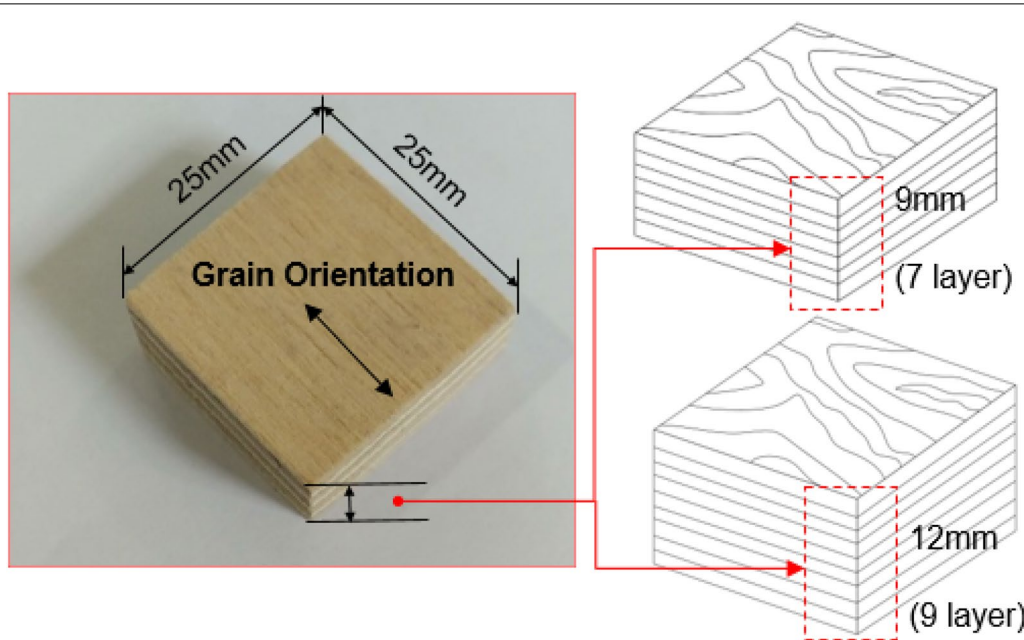 25mm
25mm
Grain Orientation
9mm
(7 layer)
12mm
(9 layer)